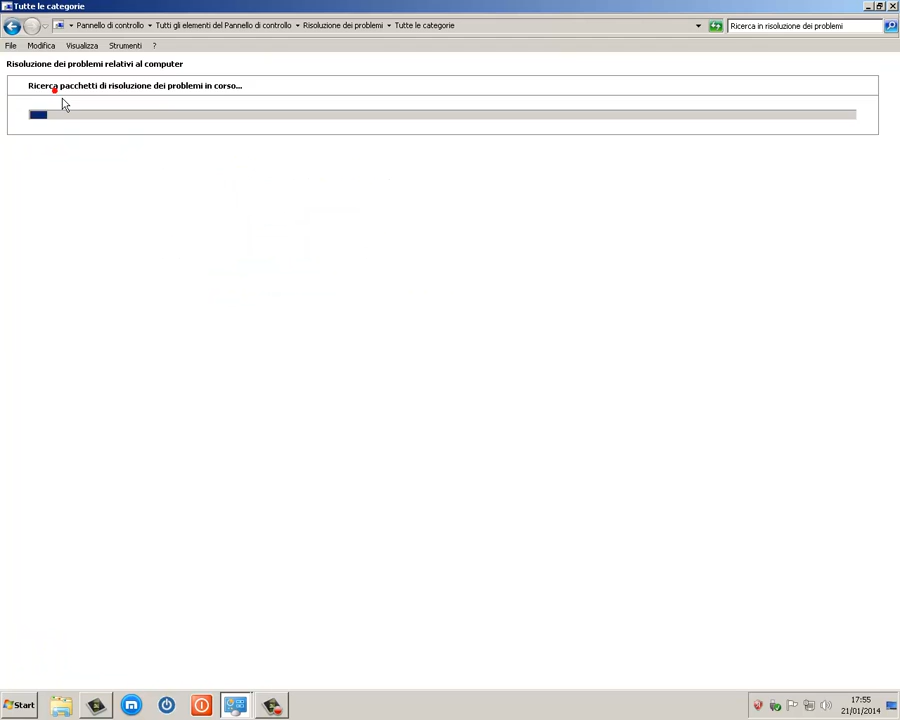 Tutte le categorie
Pannello di controllo Tutti gli elementi del Pannello di controllo Risoluzione dei problemi Tutte le categorie Ricerca in risoluzione dei problemi
File Modifica Visualizza Strumenti ?
Risoluzione dei problemi relativi al computer
Ricerca pacchetti di risoluzione dei problemi in corso...
Start
17:55
21/01/2014